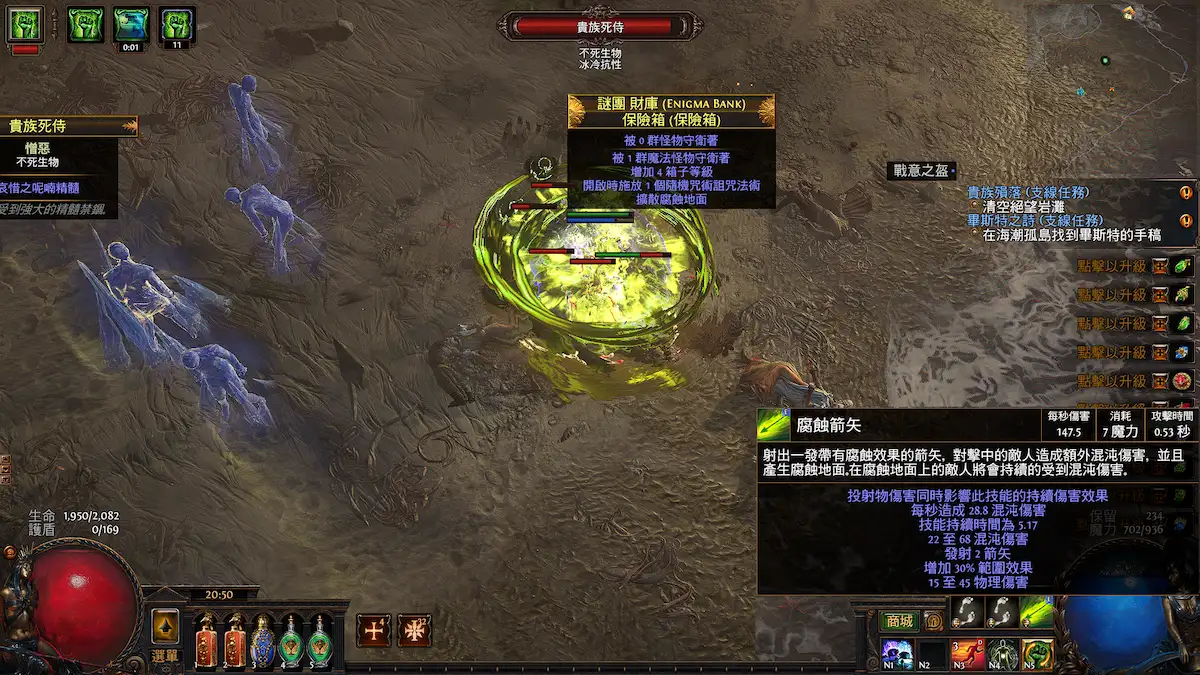 0:01
11
貴族死侍
不死生物
冰冷抗性
謎團 財庫 (ENIGMA BANK)
保險箱 (保險箱)
被 0 群怪物守衛著
被 1 群魔法怪物守衛著
增加 4 箱子等級
開啟時施放 1 個隨機咒術詛咒法術
擴散腐蝕地面
貴族死侍
憎惡
不死生物
哀惜之呢喃精髓
受到強大的精髓禁錮.
戰意之盔
貴族殞落 (支線任務)
清空絕望岩灘
畢斯特之詩 (支線任務)
在海潮孤島找到畢斯特的手稿
點擊以升級
點擊以升級
點擊以升級
點擊以升級
點擊以升級
腐蝕箭矢
每秒傷害
147.5
消耗
7 魔力
攻擊時間
0.53 秒
射出一發帶有腐蝕效果的箭矢, 對擊中的敵人造成額外混沌傷害, 並且
產生腐蝕地面.在腐蝕地面上的敵人將會持續的受到混沌傷害。
投射物傷害同時影響此技能的持續傷害效果
每秒造成 28.8 混沌傷害
技能持續時間為 5.17
22 至 68 混沌傷害
發射 2 箭矢
增加 30% 範圍效果
15 至 45 物理傷害
保留 234
魔力 702/936
生命 1,950/2,082
護盾 0/169
20:50
選單
1 2 3 4 5
商城
N1 N2 N3 N4 N5